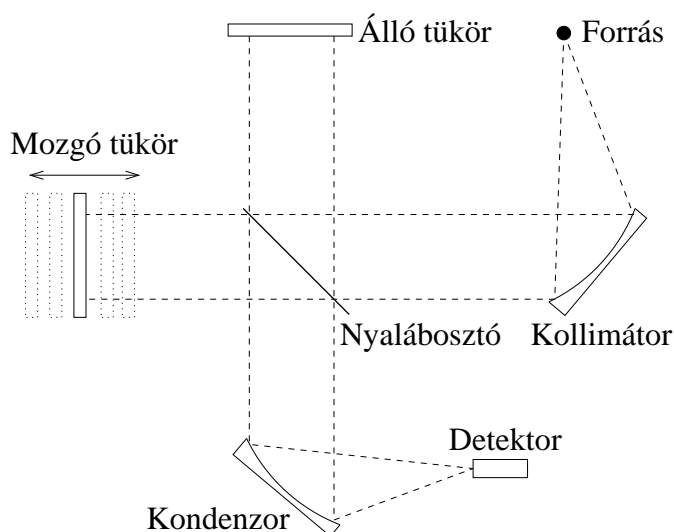 Álló tükör
Forrás
Mozgó tükör
Nyalábosztó
Kollimátor
Detektor
Kondenzor